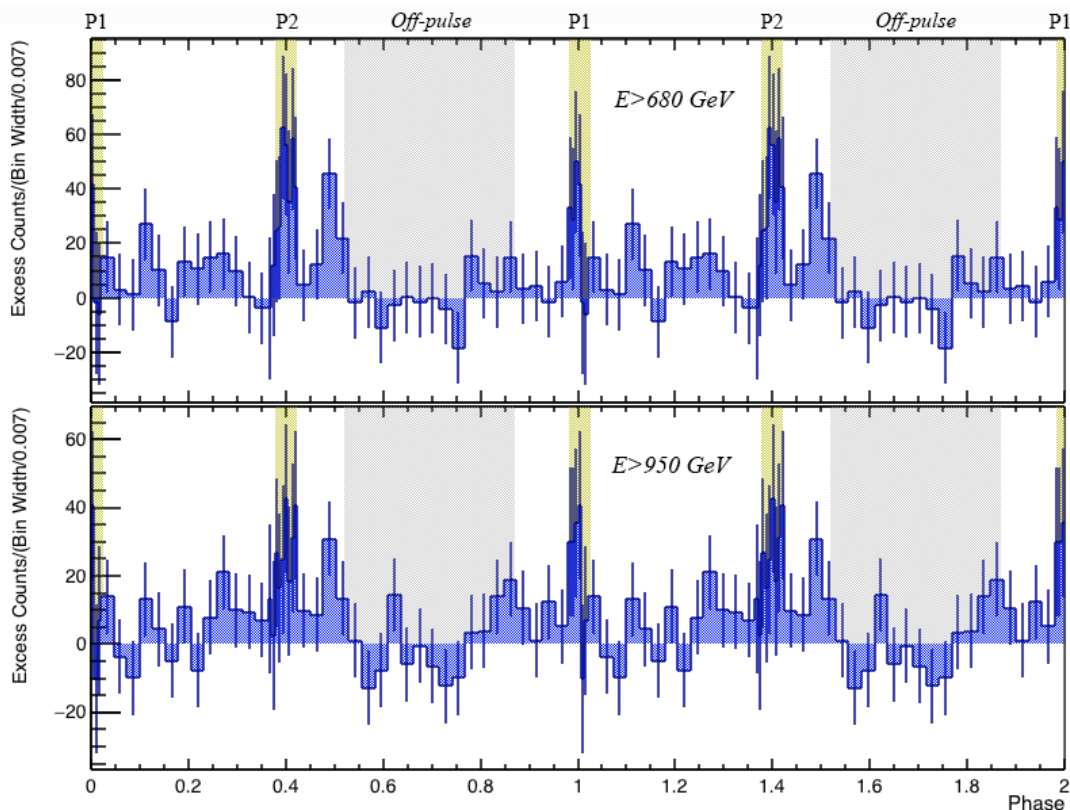 P1 P2 Off-pulse P1 P2 Off-pulse P1
Excess Counts/(Bin Width/0.007)
80
60
40
20
0
−20
E>680 GeV
Excess Counts/(Bin Width/0.007)
60
40
20
0
−20
E>950 GeV
0 0.2 0.4 0.6 0.8 1 1.2 1.4 1.6 1.8 2
Phase